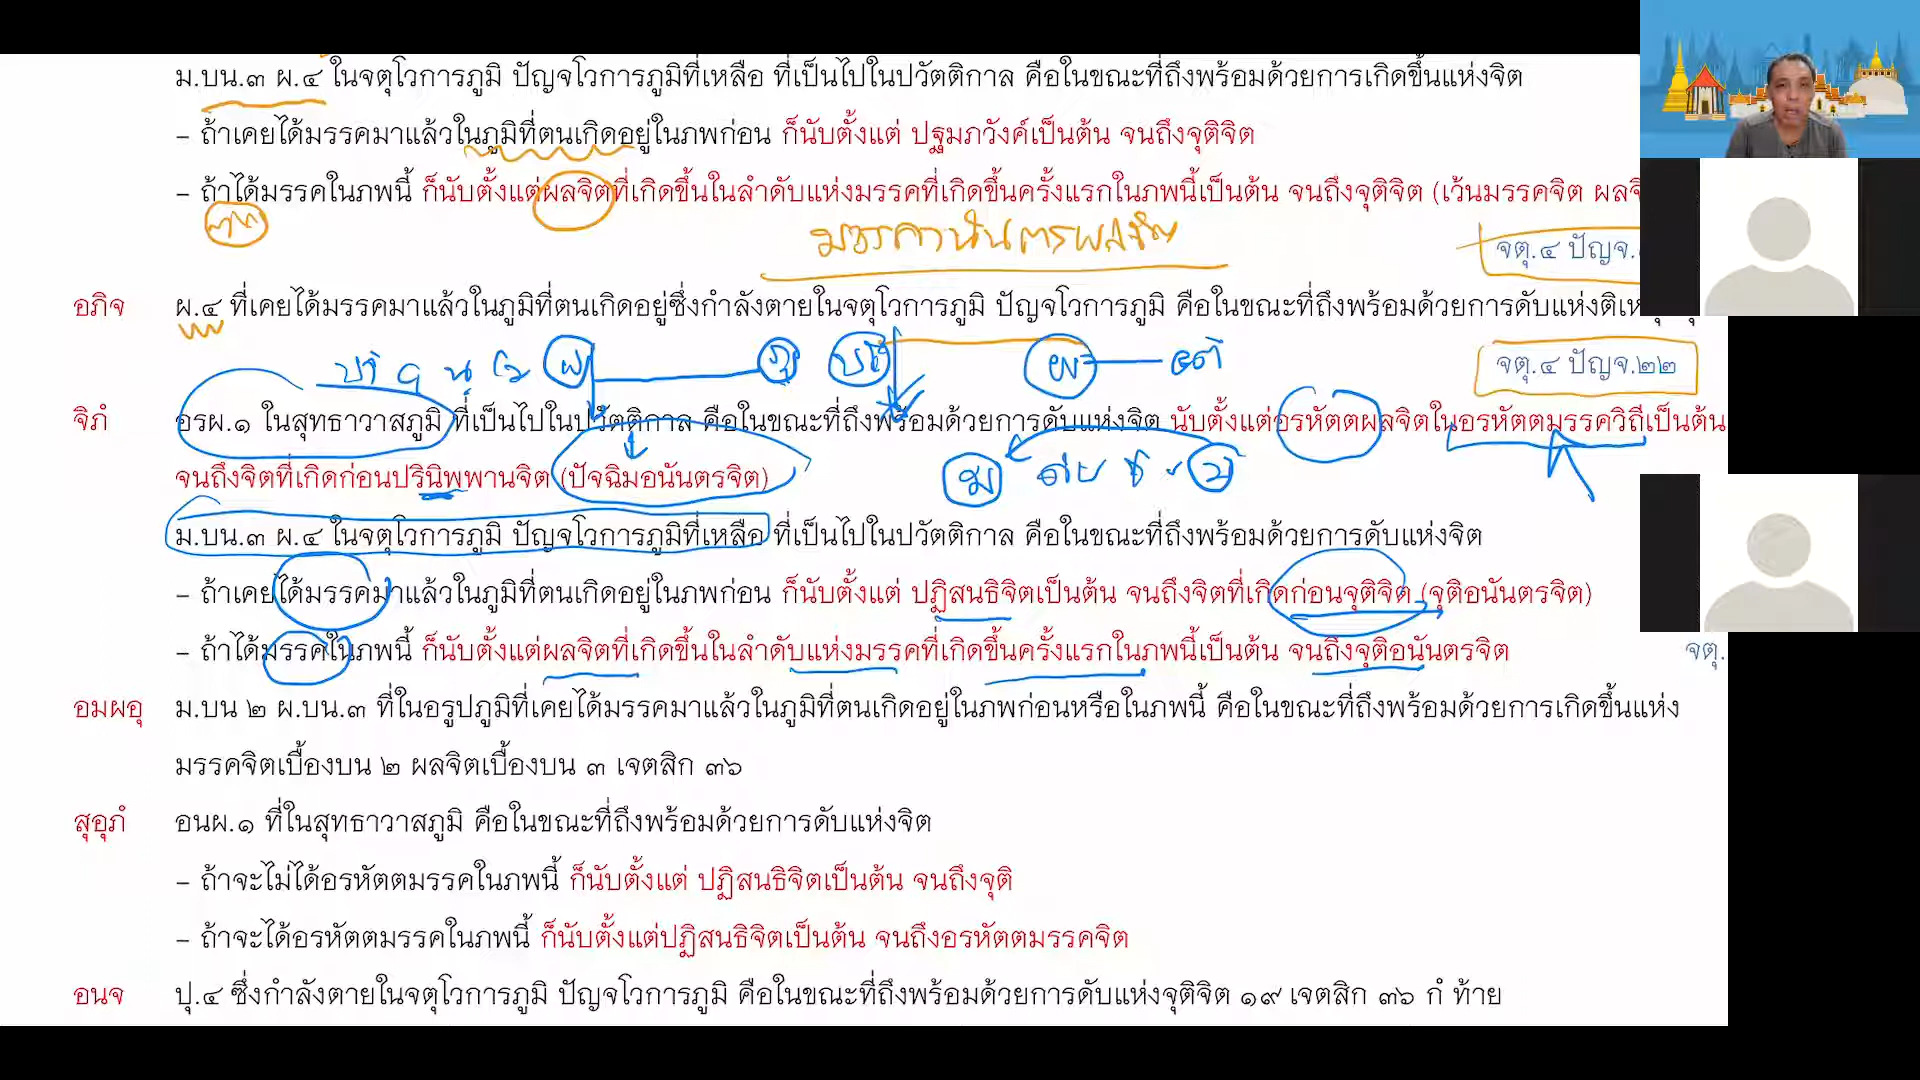 ม.บน.๓ ผ.๔ ในจตุโวการภูมิ ปัญจโวการภูมิที่เหลือ ที่เป็นไปในปวัตติกาล คือในขณะที่ถึงพร้อมด้วยการเกิดขึ้นแห่งจิต
– ถ้าเคยได้มรรคมาแล้วในภูมิที่ตนเกิดอยู่ในภพก่อน ก็นับตั้งแต่ ปฐมภวังค์เป็นต้น จนถึงจุติจิต
– ถ้าได้มรรคในภพนี้ ก็นับตั้งแต่ผลจิตที่เกิดขึ้นในลำดับแห่งมรรคที่เกิดขึ้นครั้งแรกในภพนี้เป็นต้น จนถึงจุติจิต (เว้นมรรคจิต
จตุ.๔ ปัญจ.
อภิจ ผ.๔ ที่เคยได้มรรคมาแล้วในภูมิที่ตนเกิดอยู่ซึ่งกำลังตายในจตุโวการภูมิ ปัญจโวการภูมิ คือในขณะที่ถึงพร้อมด้วยการดับแห่ง
จตุ.๔ ปัญจ.๒๒
จิภํ อรผ.๑ ในสุทธาวาสภูมิ ที่เป็นไปในปวัตติกาล คือในขณะที่ถึงพร้อมด้วยการดับแห่งจิต นับตั้งแต่อรหัตตผลจิตในอรหัตตมรรควิถีเป็นต้น
จนถึงจิตที่เกิดก่อนปรินิพพานจิต (ปัจฉิมอนันตรจิต)
ม.บน.๓ ผ.๔ ในจตุโวการภูมิ ปัญจโวการภูมิที่เหลือ ที่เป็นไปในปวัตติกาล คือในขณะที่ถึงพร้อมด้วยการดับแห่งจิต
– ถ้าเคยได้มรรคมาแล้วในภูมิที่ตนเกิดอยู่ในภพก่อน ก็นับตั้งแต่ ปฏิสนธิจิตเป็นต้น จนถึงจิตที่เกิดก่อนจุติจิต (จุติอนันตรจิต)
– ถ้าได้มรรคในภพนี้ ก็นับตั้งแต่ผลจิตที่เกิดขึ้นในลำดับแห่งมรรคที่เกิดขึ้นครั้งแรกในภพนี้เป็นต้น จนถึงจุติอนันตรจิต
จตุ.
อมผอุ ม.บน ๒ ผ.บน.๓ ที่ในอรูปภูมิที่เคยได้มรรคมาแล้วในภูมิที่ตนเกิดอยู่ในภพก่อนหรือในภพนี้ คือในขณะที่ถึงพร้อมด้วยการเกิดขึ้นแห่ง
มรรคจิตเบื้องบน ๒ ผลจิตเบื้องบน ๓ เจตสิก ๓๖
สุอุภํ อนผ.๑ ที่ในสุทธาวาสภูมิ คือในขณะที่ถึงพร้อมด้วยการดับแห่งจิต
– ถ้าจะไม่ได้อรหัตตมรรคในภพนี้ ก็นับตั้งแต่ ปฏิสนธิจิตเป็นต้น จนถึงจุติ
– ถ้าจะได้อรหัตตมรรคในภพนี้ ก็นับตั้งแต่ปฏิสนธิจิตเป็นต้น จนถึงอรหัตตมรรคจิต
อนจ ปุ.๔ ซึ่งกำลังตายในจตุโวการภูมิ ปัญจโวการภูมิ คือในขณะที่ถึงพร้อมด้วยการดับแห่งจุติจิต ๑๙ เจตสิก ๓๖ กํ ท้าย